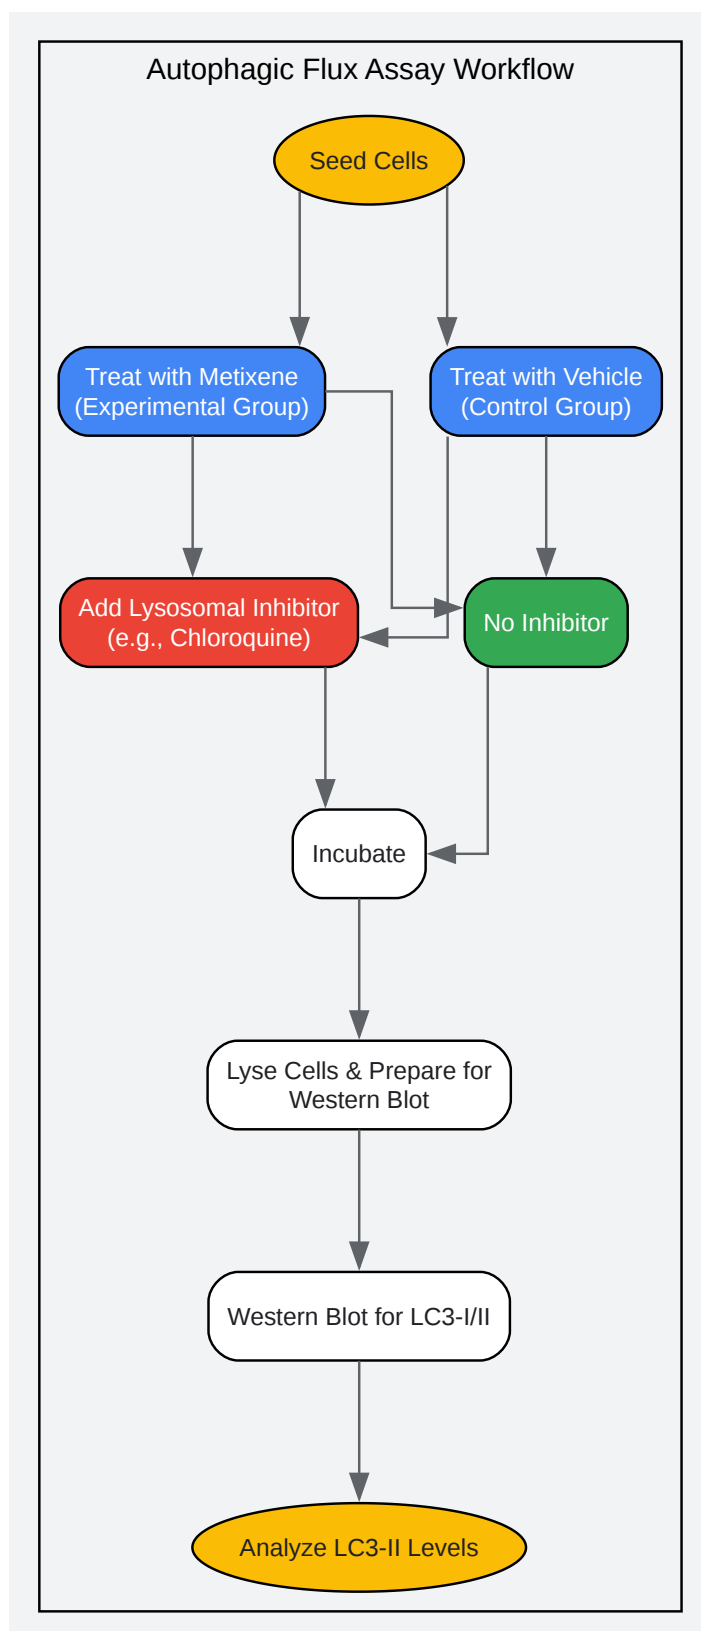 Autophagic Flux Assay Workflow
Seed Cells
Treat with Metixene
(Experimental Group)
Treat with Vehicle
(Control Group)
Add Lysosomal Inhibitor
(e.g., Chloroquine)
No Inhibitor
Incubate
Lyse Cells & Prepare for
Western Blot
Western Blot for LC3-I/II
Analyze LC3-II Levels